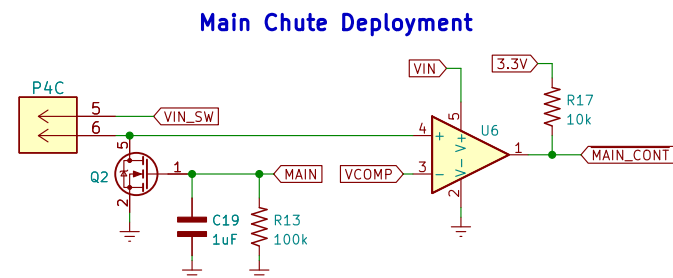 Main Chute Deployment
P4C
5
6
VIN_SW
VIN
3.3V
R17
10k
5
4
+
V+
U6
1
MAIN_CONT
VCOMP
3
-
V-
2
5
Q2
1
MAIN
2
C19
1uF
R13
100k